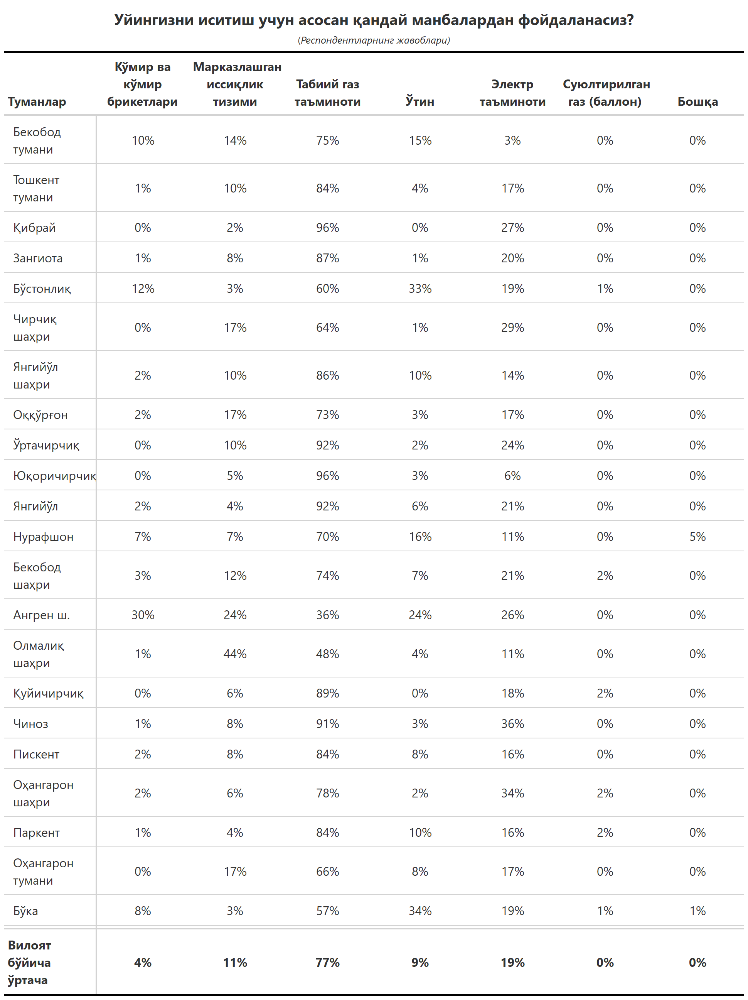 Уйингизни иситиш учун асосан қандай манбалардан фойдаланасиз?
(Респондентларнинг жавоблари)
Туманлар Кўмир ва кўмир брикетлари Марказлашган иссиқлик тизими Табиий газ таъминоти Ўтин Электр таъминоти Суюлтирилган газ (баллон) Бошқа
Бекобод тумани 10% 14% 75% 15% 3% 0% 0%
Тошкент тумани 1% 10% 84% 4% 17% 0% 0%
Қибрай 0% 2% 96% 0% 27% 0% 0%
Зангиота 1% 8% 87% 1% 20% 0% 0%
Бўстонлиқ 12% 3% 60% 33% 19% 1% 0%
Чирчиқ шаҳри 0% 17% 64% 1% 29% 0% 0%
Янгийўл шаҳри 2% 10% 86% 10% 14% 0% 0%
Оққўрғон 2% 17% 73% 3% 17% 0% 0%
Ўртачирчиқ 0% 10% 92% 2% 24% 0% 0%
Юқоричирчиқ 0% 5% 96% 3% 6% 0% 0%
Янгийўл 2% 4% 92% 6% 21% 0% 0%
Нурафшон 7% 7% 70% 16% 11% 0% 5%
Бекобод шаҳри 3% 12% 74% 7% 21% 2% 0%
Ангрен ш. 30% 24% 36% 24% 26% 0% 0%
Олмалиқ шаҳри 1% 44% 48% 4% 11% 0% 0%
Қуйичирчиқ 0% 6% 89% 0% 18% 2% 0%
Чиноз 1% 8% 91% 3% 36% 0% 0%
Пискент 2% 8% 84% 8% 16% 0% 0%
Оҳангарон шаҳри 2% 6% 78% 2% 34% 2% 0%
Паркент 1% 4% 84% 10% 16% 2% 0%
Оҳангарон тумани 0% 17% 66% 8% 17% 0% 0%
Бўка 8% 3% 57% 34% 19% 1% 1%
Вилоят бўйича ўртача 4% 11% 77% 9% 19% 0% 0%